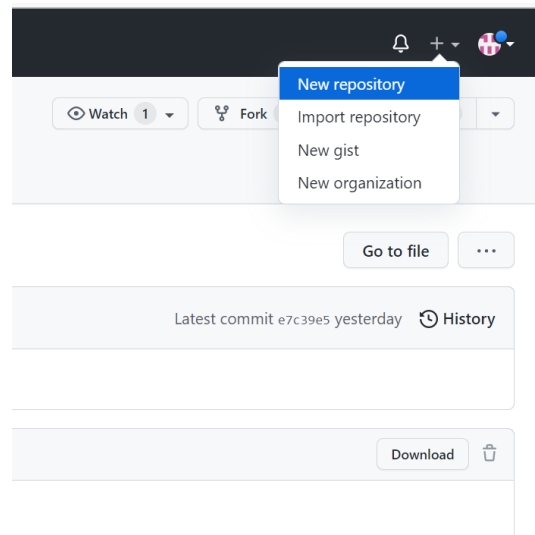 New repository
Watch 1
Fork
Import repository
New gist
New organization
Go to file
Latest commit e7c39e5 yesterday History
Download